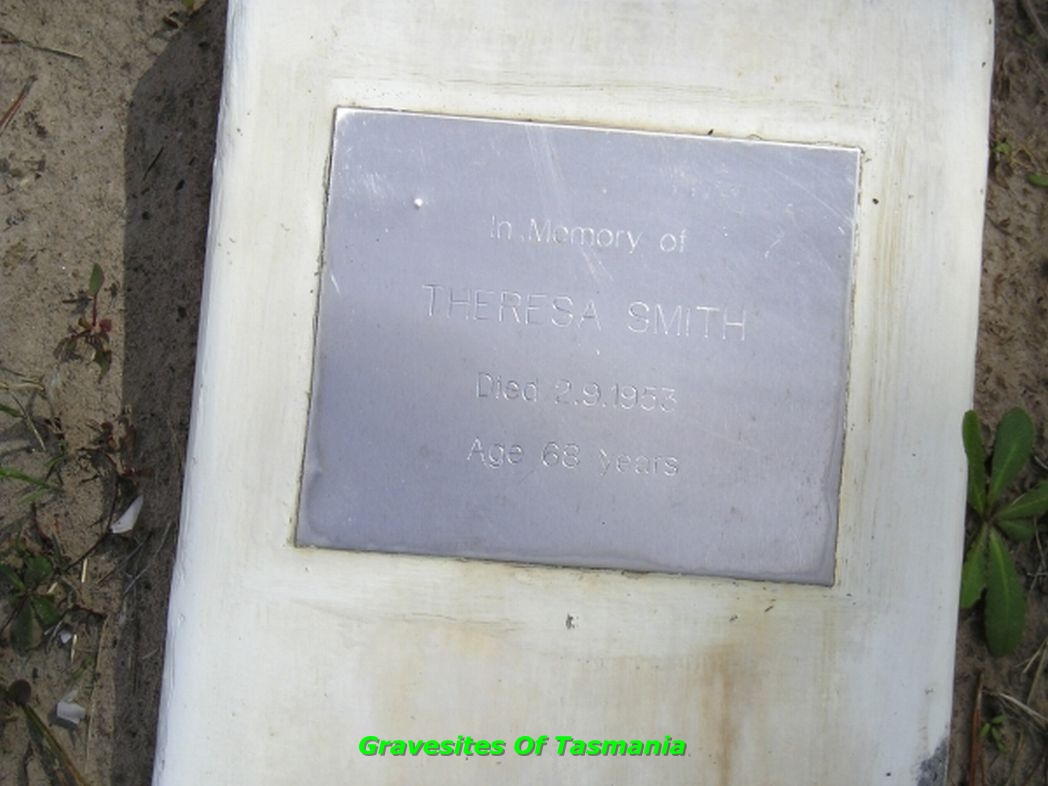 In Memory of
THERESA SMITH
Died 2.9.1953
Age 68 years
Gravesites Of Tasmania